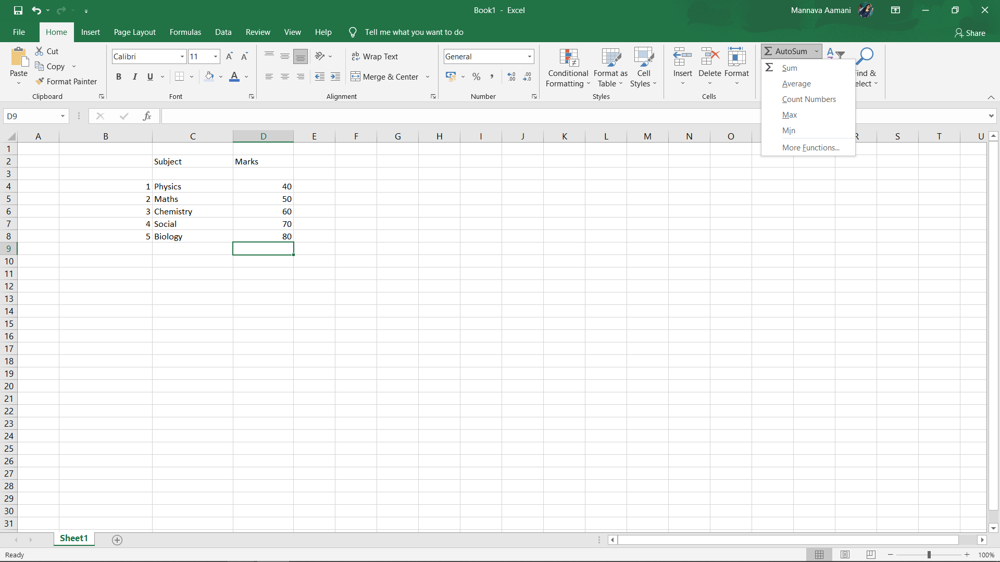 Book1 - Excel
Mannava Aamani
File Home Insert Page Layout Formulas Data Review View Help Tell me what you want to do Share
Paste
Cut
Copy
Format Painter
Clipboard
Calibri 11
B I U A
Font
Wrap Text
Merge & Center
Alignment
General
Number
Conditional Formatting
Format as Table
Cell Styles
Styles
Insert Delete Format
Cells
AutoSum
Sum
Average
Count Numbers
Max
Min
More Functions...
D9
fx
A B C D E F G H I J K L M N O R S T U
1
2 Subject Marks
3
4 1 Physics 40
5 2 Maths 50
6 3 Chemistry 60
7 4 Social 70
8 5 Biology 80
9
10
11
12
13
14
15
16
17
18
19
20
21
22
23
24
25
26
27
28
29
30
31
Sheet1
Ready
100%